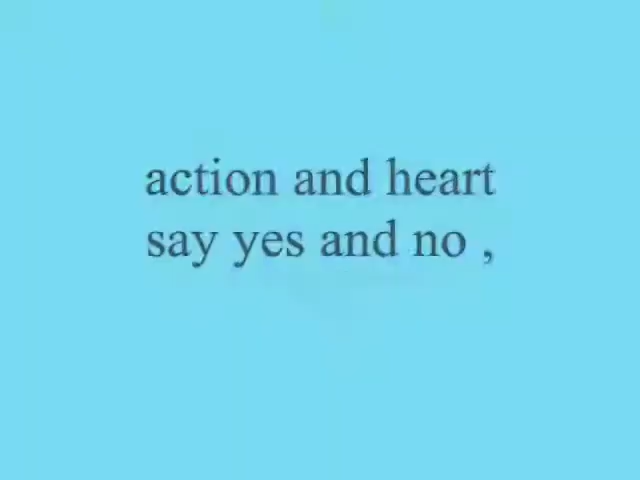 action and heart
say yes and no ,